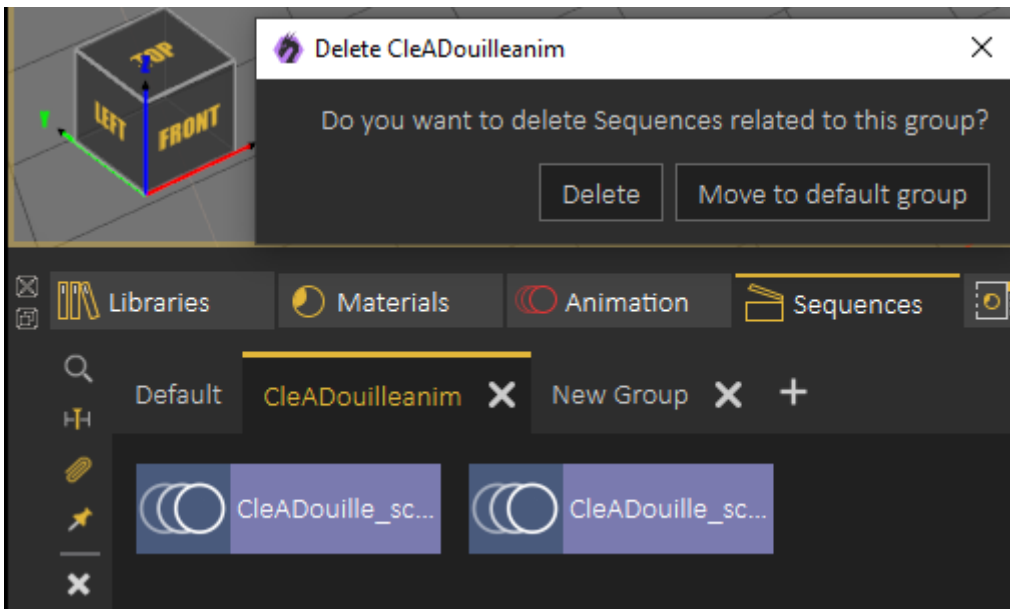 TOP
LEFT
FRONT
Z
Y
Delete CleADouilleanim
Do you want to delete Sequences related to this group?
Delete
Move to default group
Libraries
Materials
Animation
Sequences
Default
CleADouilleanim
New Group
CleADouille_sc...
CleADouille_sc...